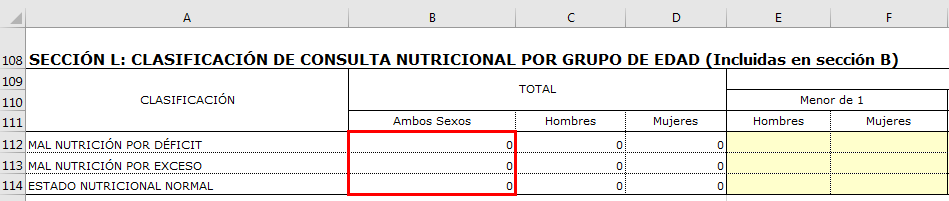 A B C D E F
108 SECCIÓN L: CLASIFICACIÓN DE CONSULTA NUTRICIONAL POR GRUPO DE EDAD (Incluidas en sección B)
109
CLASIFICACIÓN TOTAL
110 Menor de 1
111 Ambos Sexos Hombres Mujeres Hombres Mujeres
112 MAL NUTRICIÓN POR DÉFICIT 0 0 0
113 MAL NUTRICIÓN POR EXCESO 0 0 0
114 ESTADO NUTRICIONAL NORMAL 0 0 0